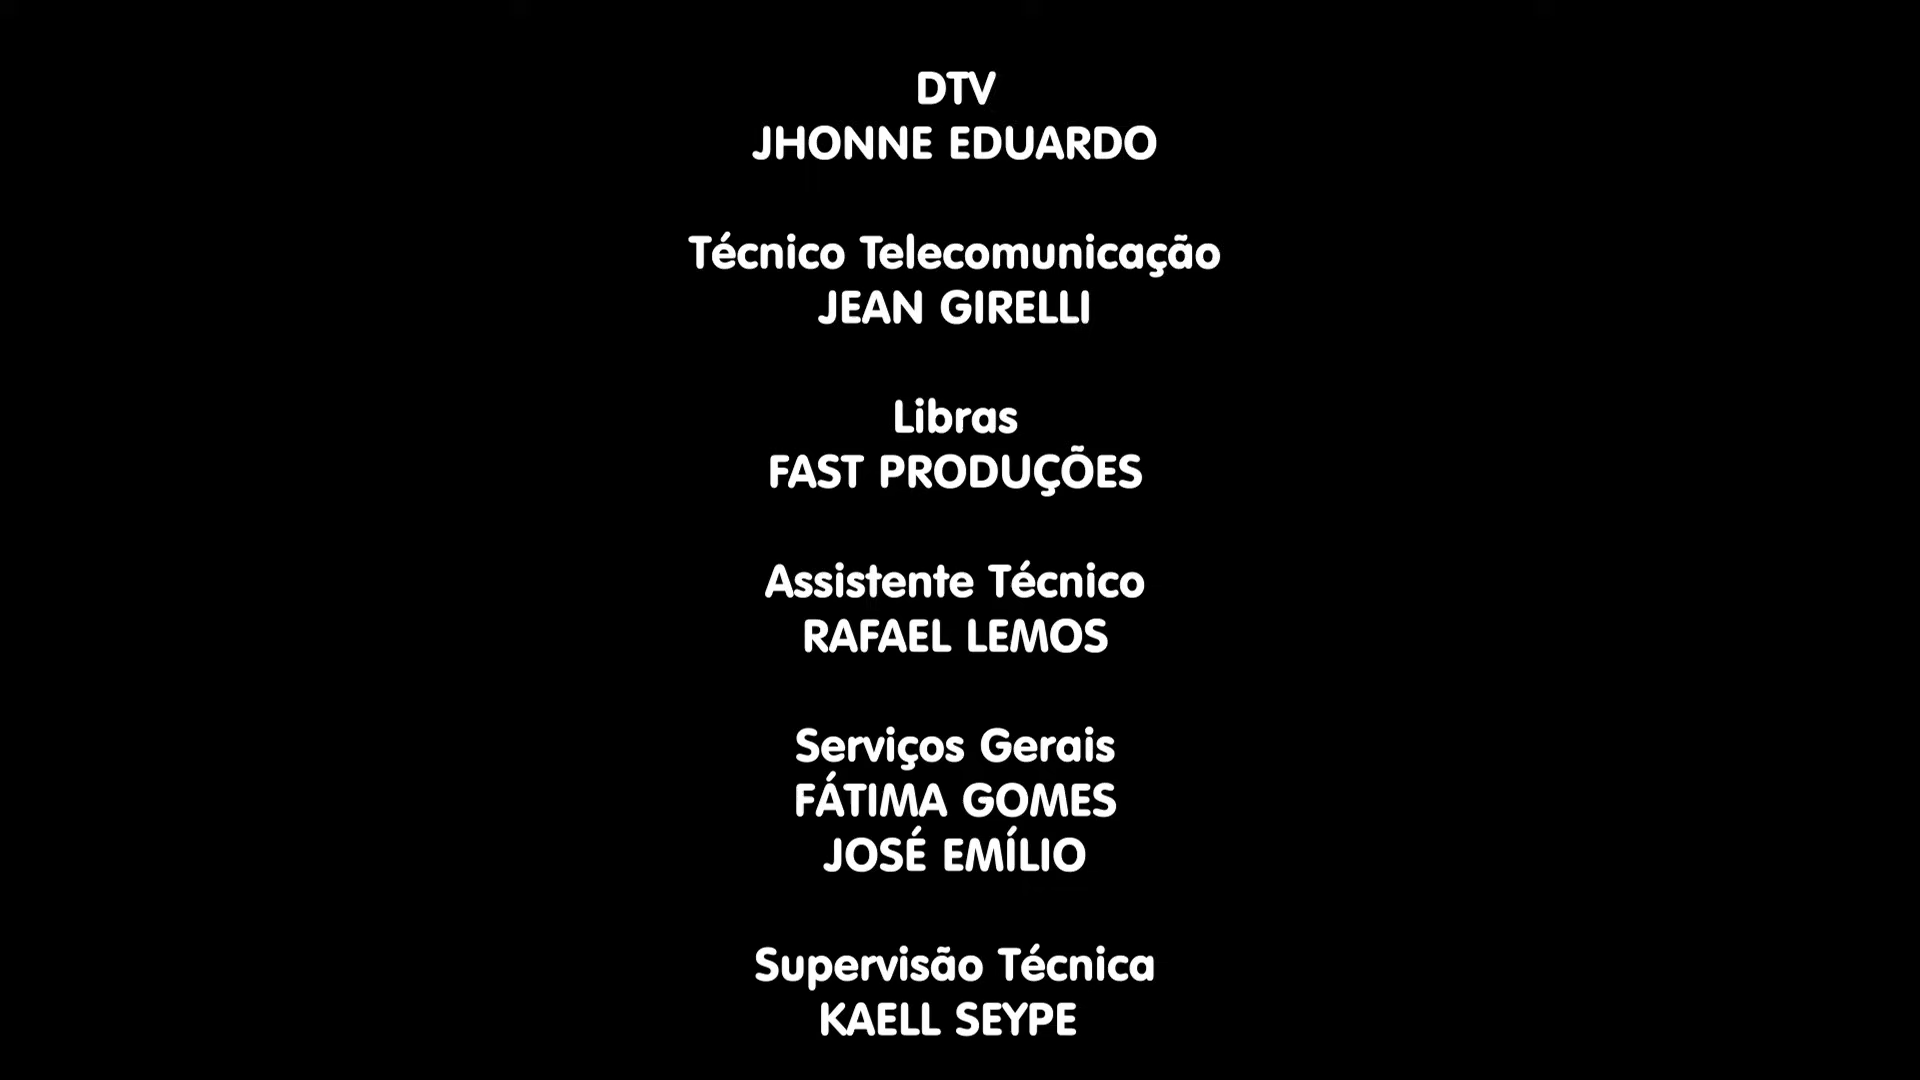 DTV
JHONNE EDUARDO
Técnico Telecomunicação
JEAN GIRELLI
Libras
FAST PRODUÇÕES
Assistente Técnico
RAFAEL LEMOS
Serviços Gerais
FÁTIMA GOMES
JOSÉ EMÍLIO
Supervisão Técnica
KAELL SEYPE